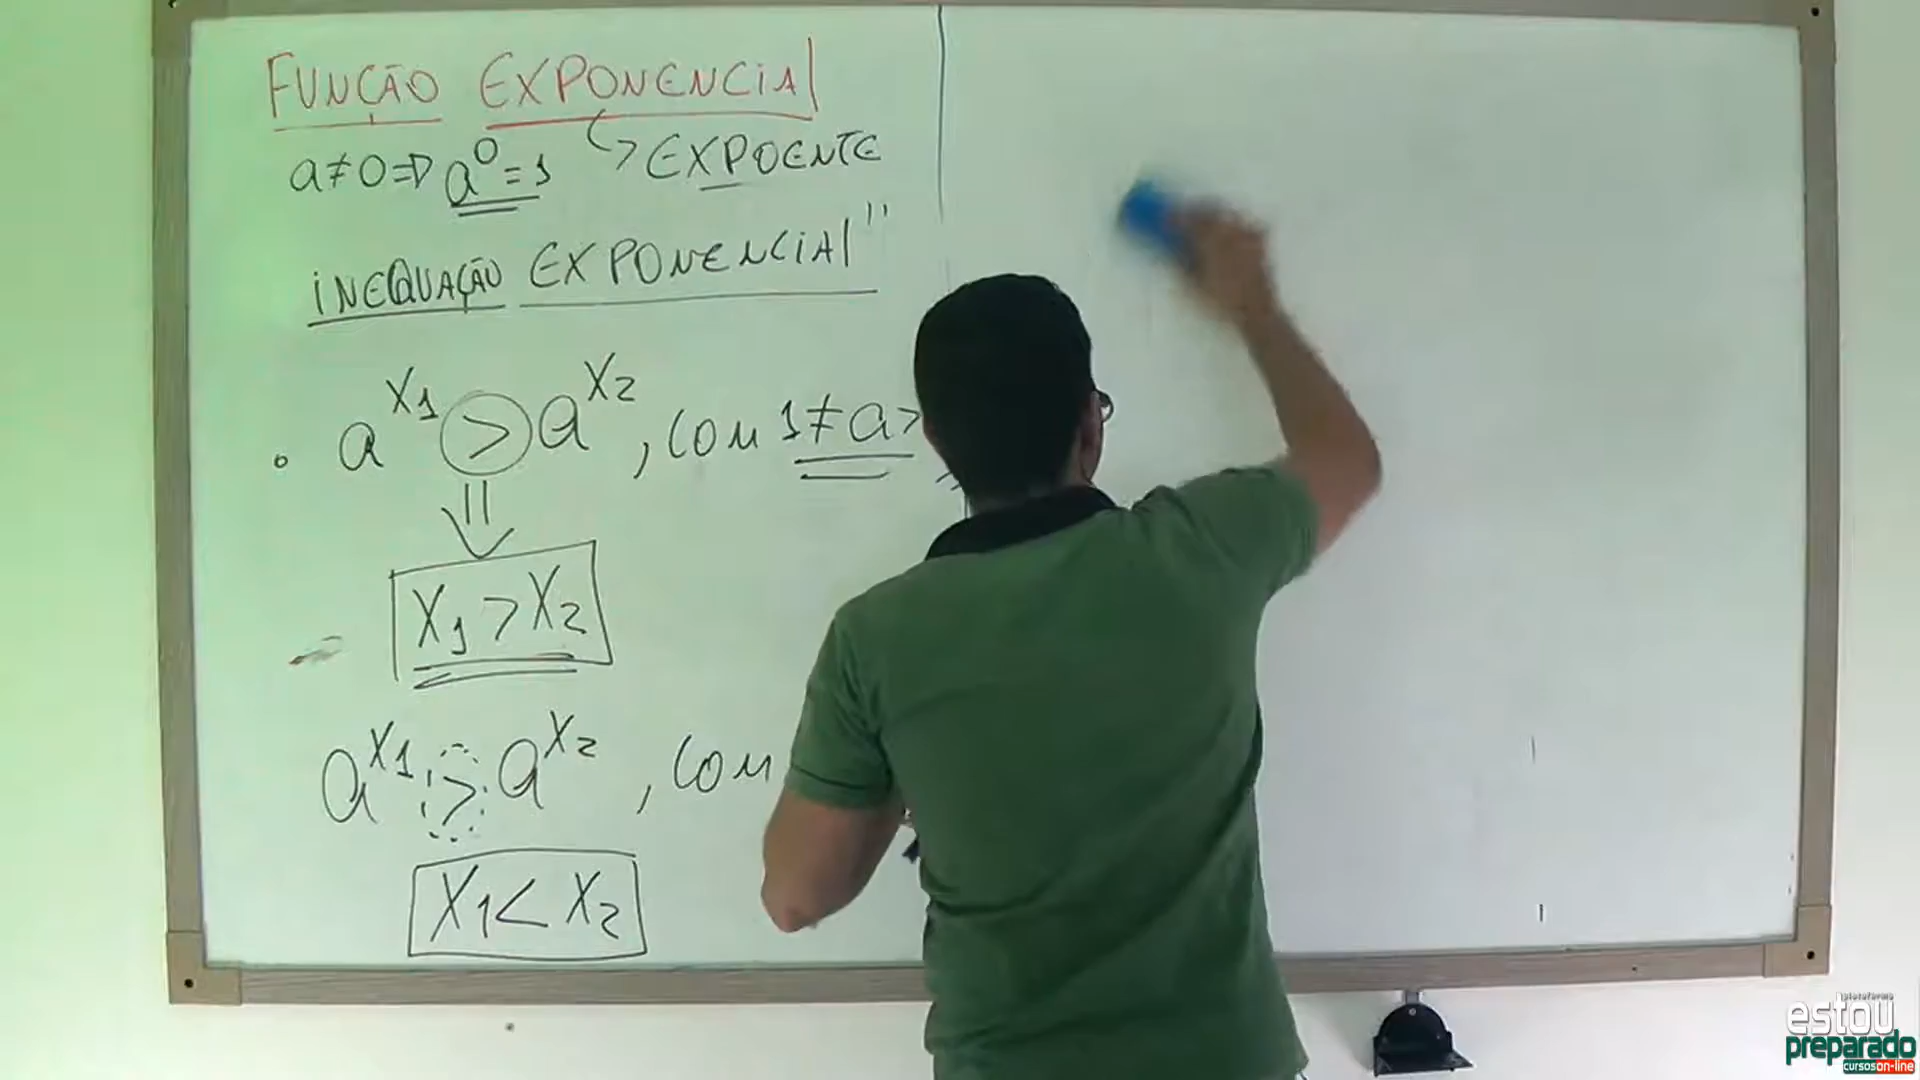 FUNÇÃO EXPONENCIAL
a≠0⇒a⁰=1 ↳ EXPOENTE
INEQUAÇÃO EXPONENCIAL"
• a^X₁ > a^X₂, COM 1≠a>
⇓
X₁ > X₂
a^X₁ > a^X₂, COM
X₁ < X₂
plataforma
estou
preparado
cursos on-line